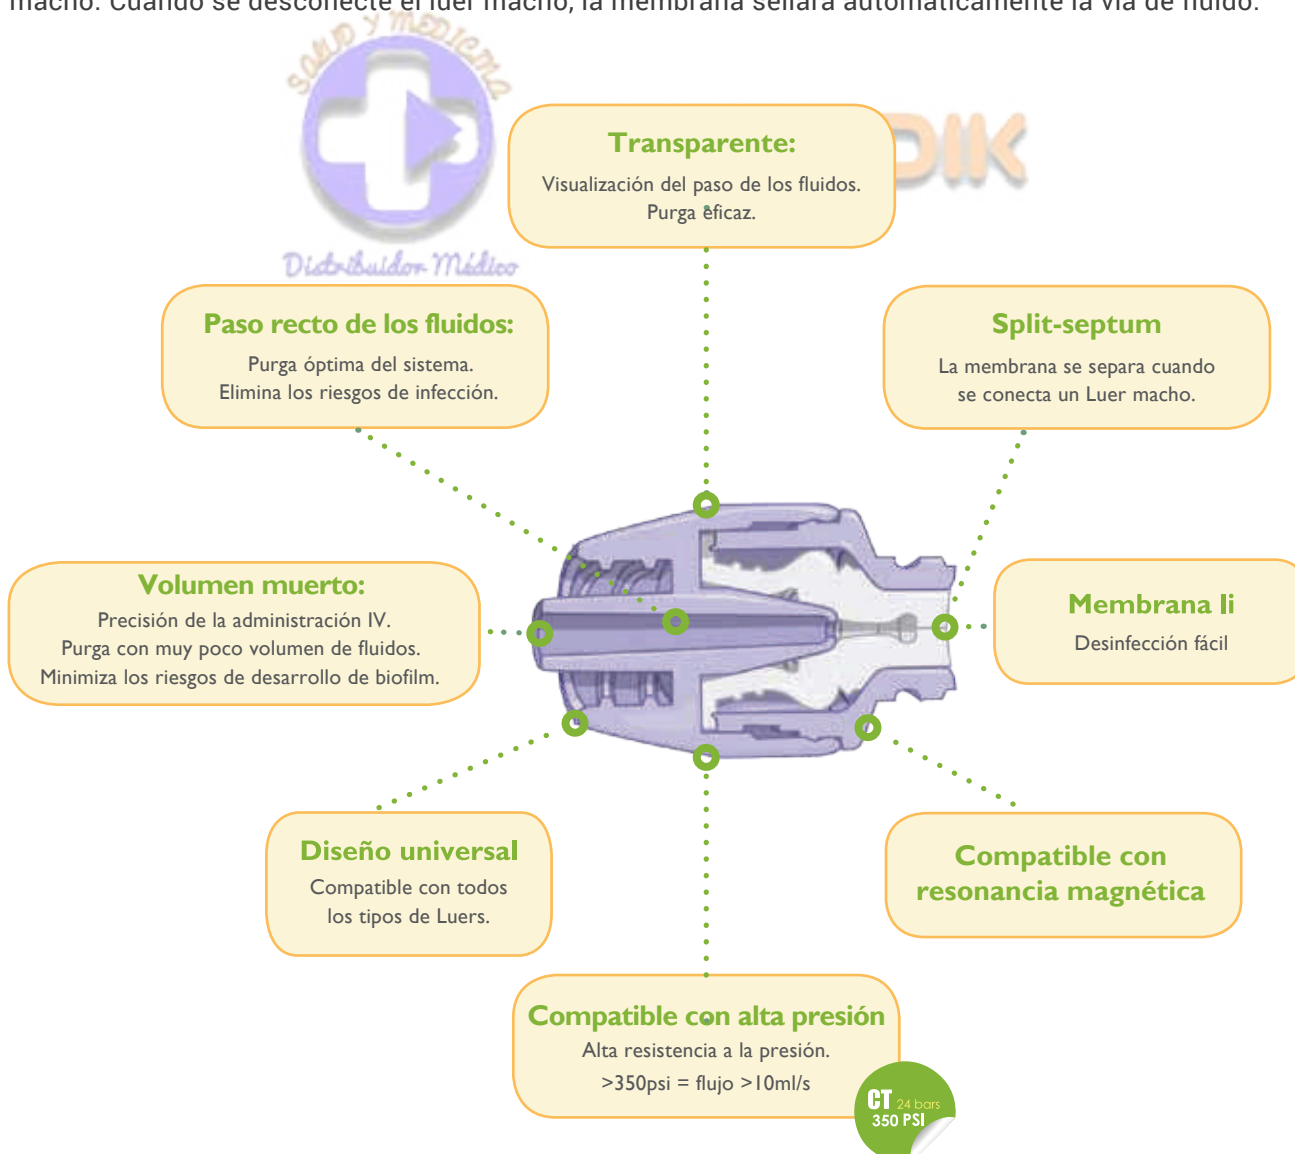 macho. Cuando se desconecte el luer macho, la membrana sellará automáticamente la vía de fluido.
SALUD Y MEDICINA
DIK
Distribuidor Médico
Transparente:
Visualización del paso de los fluidos.
Purga eficaz.
Paso recto de los fluidos:
Purga óptima del sistema.
Elimina los riesgos de infección.
Split-septum
La membrana se separa cuando
se conecta un Luer macho.
Volumen muerto:
Precisión de la administración IV.
Purga con muy poco volumen de fluidos.
Minimiza los riesgos de desarrollo de biofilm.
Membrana li
Desinfección fácil
Diseño universal
Compatible con todos
los tipos de Luers.
Compatible con
resonancia magnética
Compatible con alta presión
Alta resistencia a la presión.
>350psi = flujo >10ml/s
CT 24 bars
350 PSI